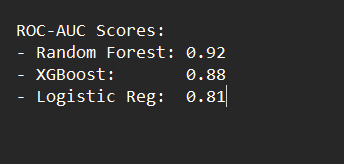 ROC-AUC Scores:
- Random Forest: 0.92
- XGBoost:       0.88
- Logistic Reg:  0.81